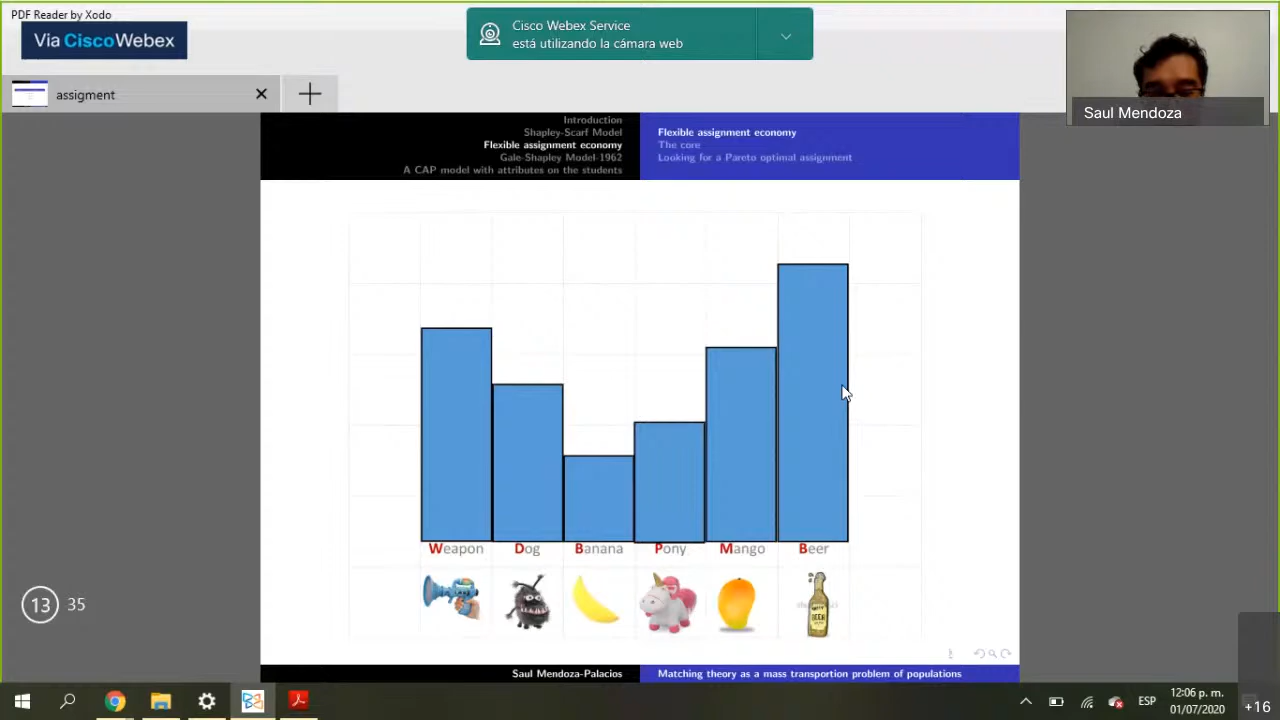 PDF Reader by Xodo
Via CiscoWebex
Cisco Webex Service
está utilizando la cámara web
Saul Mendoza
assigment
Introduction
Shapley-Scarf Model
Flexible assignment economy
Gale-Shapley Model-1962
A CAP model with attributes on the students
Flexible assignment economy
The core
Looking for a Pareto optimal assignment
Weapon
Dog
Banana
Pony
Mango
Beer
13 35
Saul Mendoza-Palacios
Matching theory as a mass transportion problem of populations
ESP
12:06 p. m.
01/07/2020
+16